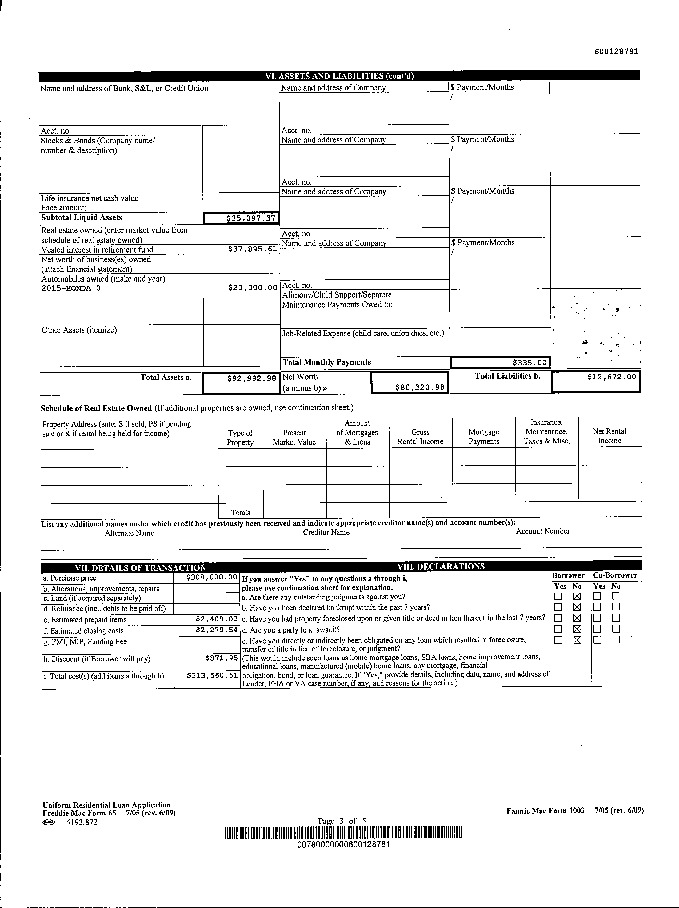 600128781
VI. ASSETS AND LIABILITIES (cont'd)
Name and address of Bank, S&L, or Credit Union
Name and address of Company
$ Payment/Months
/
Acct. no.
Acct. no.
Stocks & Bonds (Company name/
number & description)
Name and address of Company
$ Payment/Months
/
Acct. no.
Name and address of Company
$ Payment/Months
/
Life insurance net cash value
Face amount:
Subtotal Liquid Assets
$35,097.37
Real estate owned (enter market value from
schedule of real estate owned)
Acct. no.
Name and address of Company
$ Payment/Months
/
Vested interest in retirement fund
$37,895.61
Net worth of business(es) owned
(attach financial statement)
Automobiles owned (make and year)
2015-HONDA
$20,000.00
Acct. no.
Alimony/Child Support/Separate
Maintenance Payments Owed to:
Other Assets (itemize)
Job-Related Expense (child care, union dues, etc.)
Total Monthly Payments
$335.00
Total Assets a.
$92,992.98
Net Worth
(a minus b)
$80,320.98
Total Liabilities b.
$12,672.00
Schedule of Real Estate Owned (If additional properties are owned, use continuation sheet.)
Property Address (enter S if sold, PS if pending
sale or R if rental being held for income)
Type of
Property
Present
Market Value
Amount
of Mortgages
& Liens
Gross
Rental Income
Mortgage
Payments
Insurance
Maintenance,
Taxes & Misc.
Net Rental
Income
Totals
List any additional names under which credit has previously been received and indicate appropriate creditor name(s) and account number(s):
Alternate Name
Creditor Name
Account Number
VII. DETAILS OF TRANSACTION
VIII. DECLARATIONS
a. Purchase price
If you answer "Yes" to any questions a through i,
please use continuation sheet for explanation.
Borrower
Co-Borrower
Yes No
Yes No
b. Alterations, improvements, repairs
c. Land (if acquired separately)
a. Are there any outstanding judgments against you?
d. Refinance (incl. debts to be paid off)
b. Have you been declared bankrupt within the past 7 years?
e. Estimated prepaid items
$2,409.02
c. Have you had property foreclosed upon or given title or deed in lieu thereof in the last 7 years?
f. Estimated closing costs
$2,279.54
d. Are you a party to a lawsuit?
g. PMI, MIP, Funding Fee
e. Have you directly or indirectly been obligated on any loan which resulted in foreclosure,
transfer of title in lieu of foreclosure, or judgment?
h. Discount (if Borrower will pay)
$871.95
(This would include such loans as home mortgage loans, SBA loans, home improvement loans,
educational loans, manufactured (mobile) home loans, any mortgage, financial
i. Total costs (add items a through h)
$313,560.51
obligation, bond, or loan guarantee. If "Yes," provide details, including date, name, and address of
Lender, FHA or VA case number, if any, and reasons for the action.)
Uniform Residential Loan Application
Freddie Mac Form 65 7/05 (rev. 6/09)
Fannie Mae Form 1003 7/05 (rev. 6/09)
Page 3 of 5
0078000000600128781